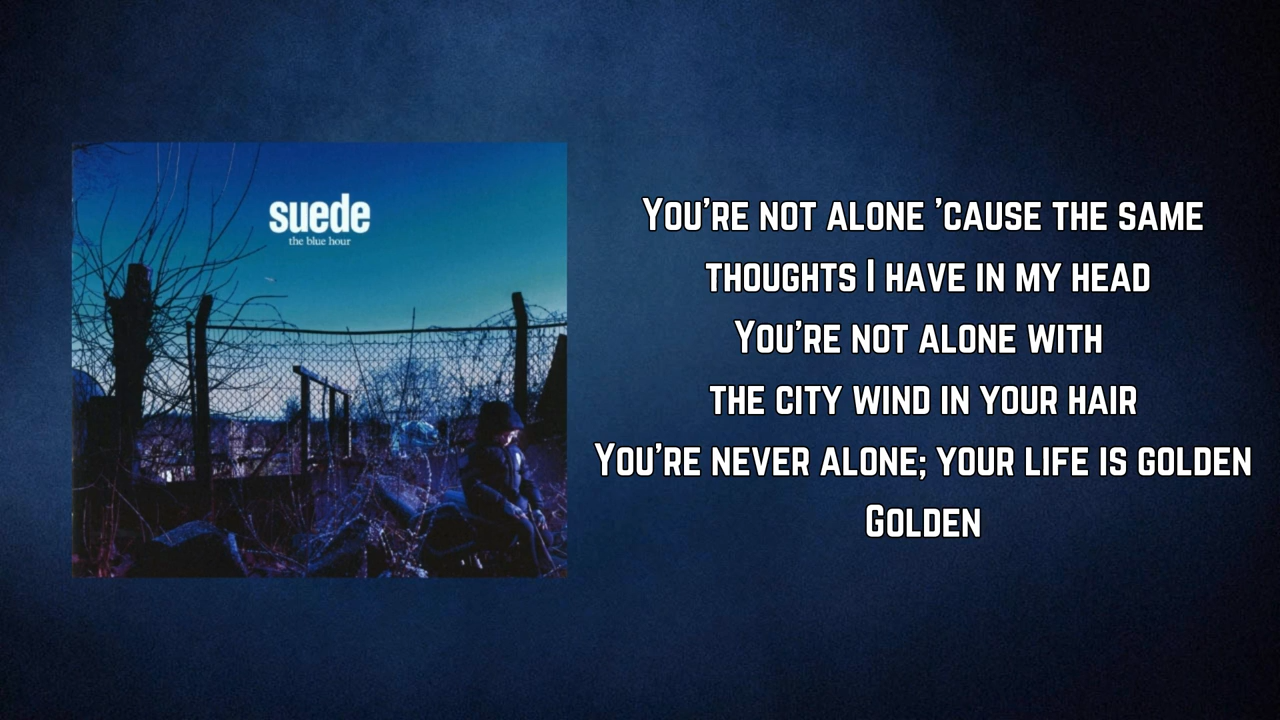 suede
the blue hour
You're not alone 'cause the same
thoughts I have in my head
You're not alone with
the city wind in your hair
You're never alone; your life is golden
Golden